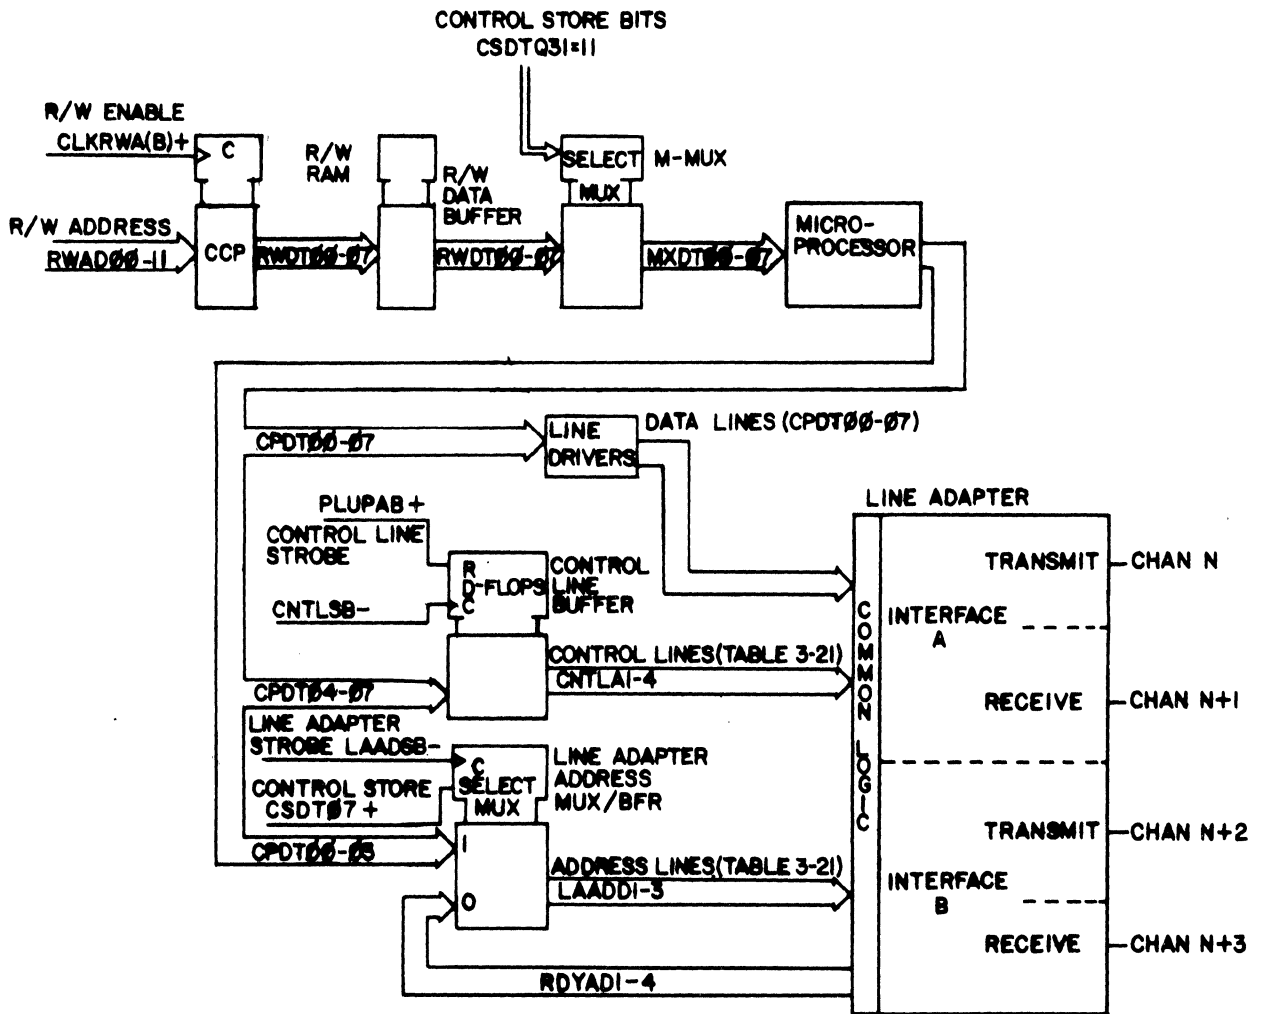 CONTROL STORE BITS
CSDTQ31=11
R/W ENABLE
CLKRWA(B)+
C
R/W
RAM
R/W
DATA
BUFFER
SELECT
M-MUX
MUX
R/W ADDRESS
RWADØØ-11
CCP
RWDTØØ-Ø7
RWDTØØ-Ø7
MXDTØØ-Ø7
MICRO-
PROCESSOR
CPDTØØ-Ø7
LINE
DRIVERS
DATA LINES (CPDTØØ-Ø7)
LINE ADAPTER
PLUPAB+
CONTROL LINE
STROBE
CNTLSB-
R
D-FLOPS
C
CONTROL
LINE
BUFFER
CONTROL LINES(TABLE 3-21)
CNTLA1-4
CPDTØ4-Ø7
LINE ADAPTER
STROBE LAADSB-
CONTROL STORE
CSDTØ7+
C
SELECT
MUX
LINE ADAPTER
ADDRESS
MUX/BFR
CPDTØØ-Ø3
1
0
ADDRESS LINES(TABLE 3-21)
LAADD1-3
RDYAD1-4
COMMON LOGIC
INTERFACE
A
TRANSMIT
CHAN N
RECEIVE
CHAN N+1
INTERFACE
B
TRANSMIT
CHAN N+2
RECEIVE
CHAN N+3